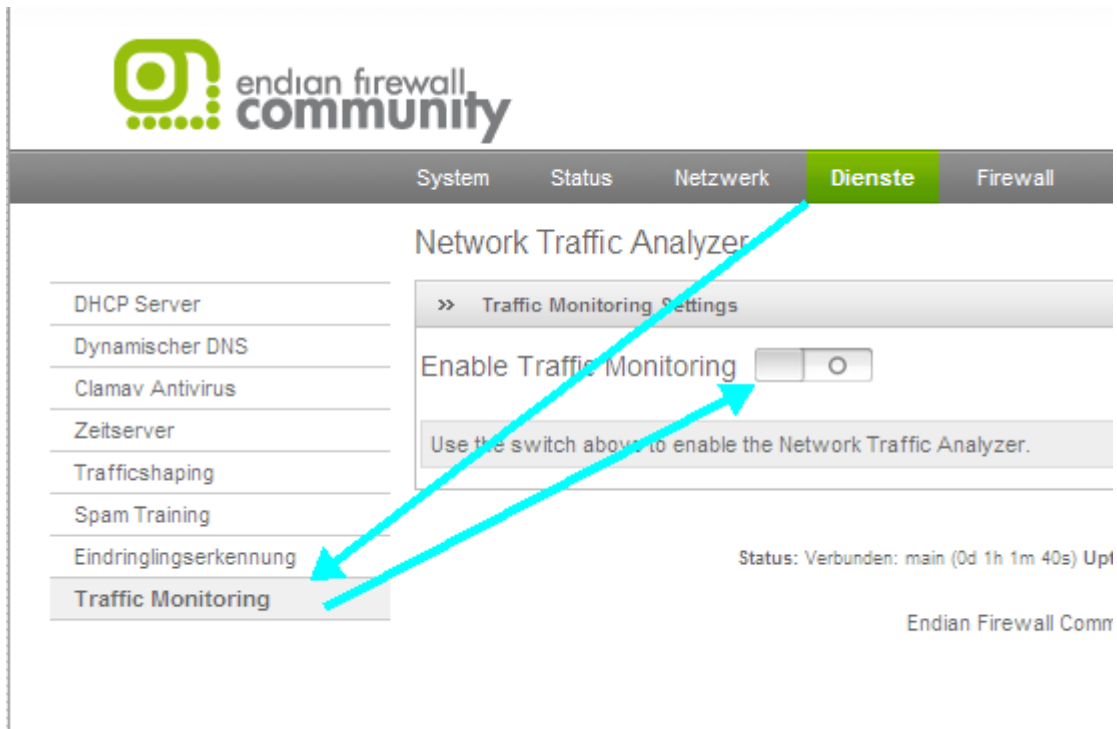 endian firewall
community
System Status Netzwerk Dienste Firewall
Network Traffic Analyzer
DHCP Server
Dynamischer DNS
Clamav Antivirus
Zeitserver
Trafficshaping
Spam Training
Eindringlingserkennung
Traffic Monitoring
>> Traffic Monitoring Settings
Enable Traffic Monitoring
Use the switch above to enable the Network Traffic Analyzer.
Status: Verbunden: main (0d 1h 1m 40s) Upt
Endian Firewall Comm